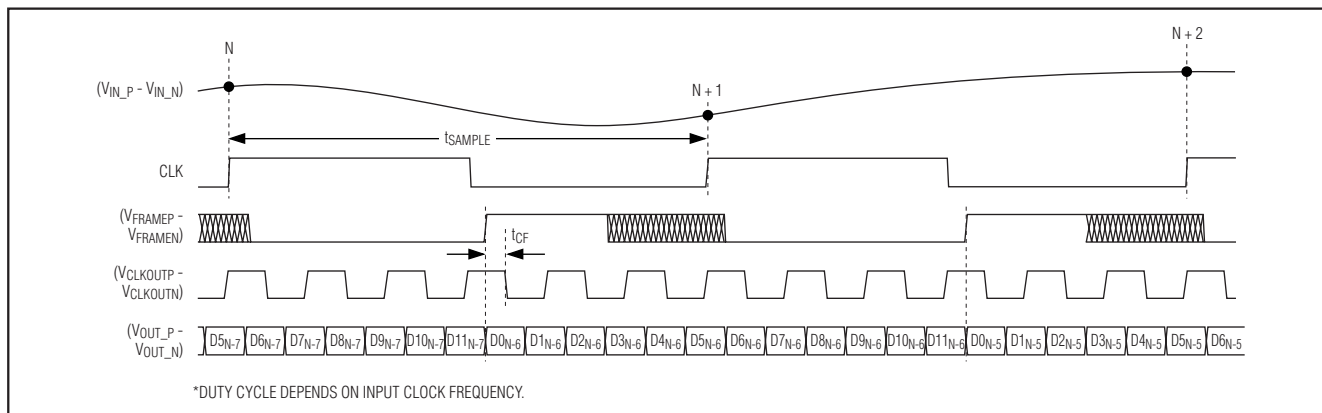 N
N + 1
N + 2
(VIN_P - VIN_N)
tSAMPLE
CLK
(VFRAMEP -
VFRAMEN)
tCF
(VCLKOUTP -
VCLKOUTN)
(VOUT_P -
VOUT_N)
D5N-7 D6N-7 D7N-7 D8N-7 D9N-7 D10N-7 D11N-7 D0N-6 D1N-6 D2N-6 D3N-6 D4N-6 D5N-6 D6N-6 D7N-6 D8N-6 D9N-6 D10N-6 D11N-6 D0N-5 D1N-5 D2N-5 D3N-5 D4N-5 D5N-5 D6N-5
*DUTY CYCLE DEPENDS ON INPUT CLOCK FREQUENCY.